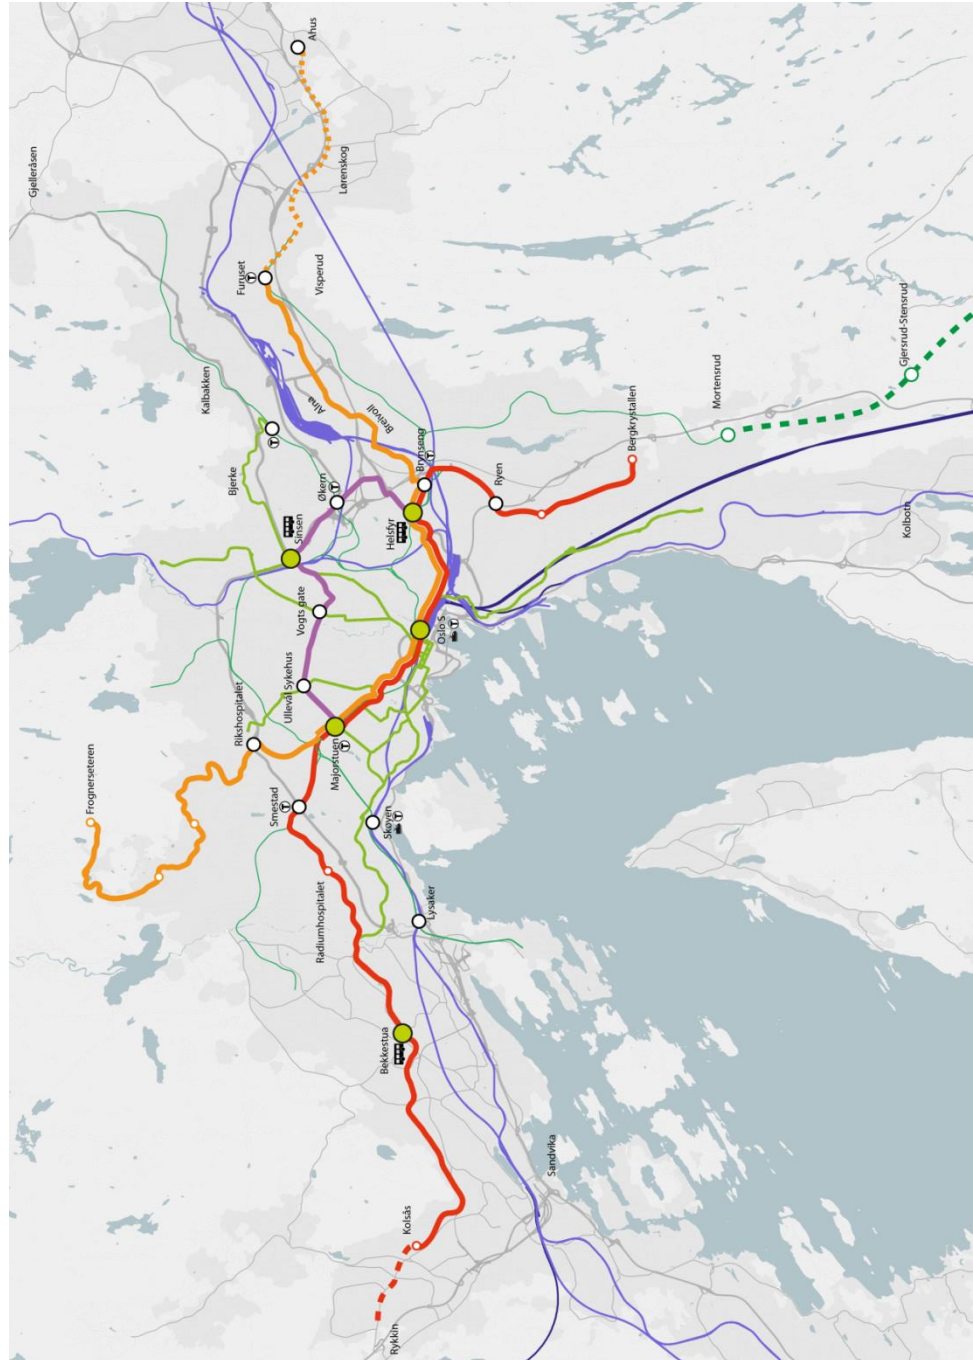 Ahus
Gjelleråsen
Lørenskog
Furuset
T
Visperud
Kalbakken
T
Alna
Breivoll
Bjerke
Økern
T
Brynseng
T
Sinsen
Helsfyr
Ryen
Bergkrystallen
Mortensrud
Gjersrud-Stensrud
Kolbotn
Vogts gate
Oslo S
T
Ullevål Sykehus
Rikshospitalet
Majorstuen
T
Frognerseteren
Smestad
T
Skøyen
T
Radiumhospitalet
Lysaker
Bekkestua
Sandvika
Kolsås
Rykkin